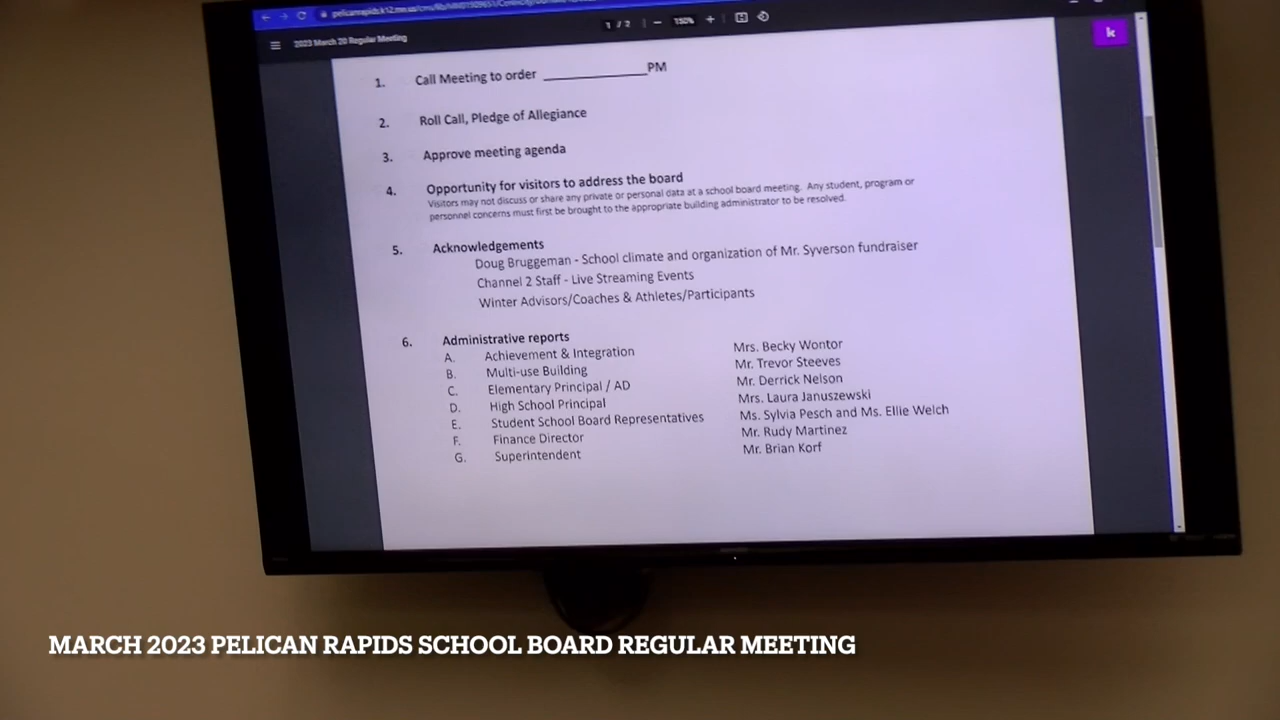 pelicanrapids.k12.mn.us
2023 March 20 Regular Meeting
1 / 2
150%
k
1. Call Meeting to order ____________PM
2. Roll Call, Pledge of Allegiance
3. Approve meeting agenda
4. Opportunity for visitors to address the board
Visitors may not discuss or share any private or personal data at a school board meeting. Any student, program or
personnel concerns must first be brought to the appropriate building administrator to be resolved.
5. Acknowledgements
Doug Bruggeman - School climate and organization of Mr. Syverson fundraiser
Channel 2 Staff - Live Streaming Events
Winter Advisors/Coaches & Athletes/Participants
6. Administrative reports
A. Achievement & Integration Mrs. Becky Wontor
B. Multi-use Building Mr. Trevor Steeves
C. Elementary Principal / AD Mr. Derrick Nelson
D. High School Principal Mrs. Laura Januszewski
E. Student School Board Representatives Ms. Sylvia Pesch and Ms. Ellie Welch
F. Finance Director Mr. Rudy Martinez
G. Superintendent Mr. Brian Korf
MARCH 2023 PELICAN RAPIDS SCHOOL BOARD REGULAR MEETING